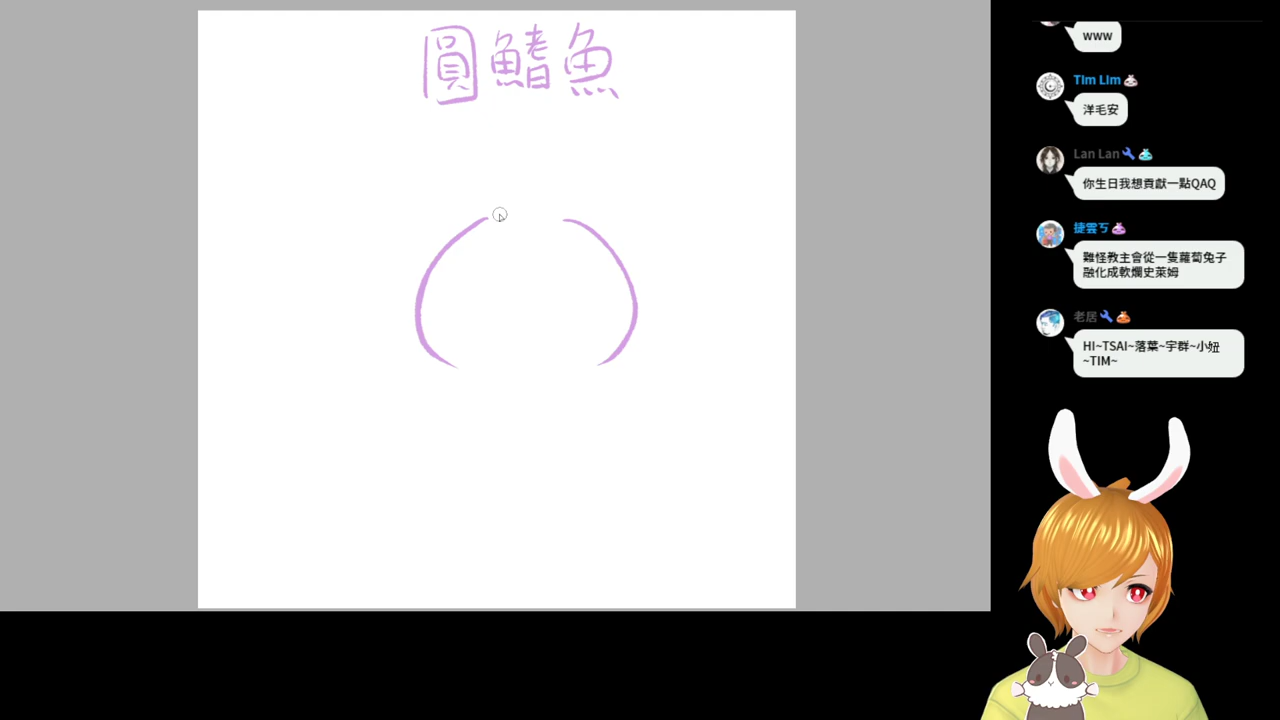 圓鰭魚
www
Tim Lim
洋毛安
Lan Lan
你生日我想貢獻一點QAQ
捷雲ㄎ
難怪教主會從一隻蘿蔔兔子
融化成軟爛史萊姆
老居
HI~TSAI~落葉~宇群~小妞
~TIM~